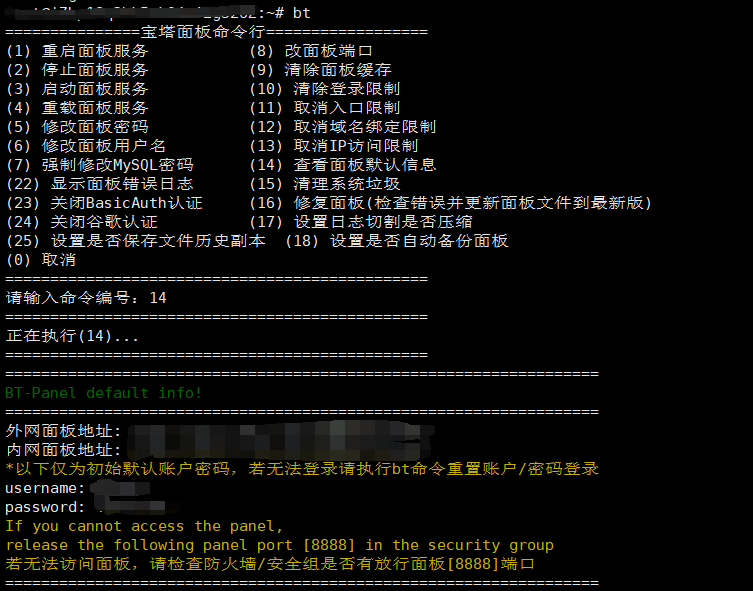 :~# bt
===============宝塔面板命令行==================
(1) 重启面板服务 (8) 改面板端口
(2) 停止面板服务 (9) 清除面板缓存
(3) 启动面板服务 (10) 清除登录限制
(4) 重载面板服务 (11) 取消入口限制
(5) 修改面板密码 (12) 取消域名绑定限制
(6) 修改面板用户名 (13) 取消IP访问限制
(7) 强制修改MySQL密码 (14) 查看面板默认信息
(22) 显示面板错误日志 (15) 清理系统垃圾
(23) 关闭BasicAuth认证 (16) 修复面板(检查错误并更新面板文件到最新版)
(24) 关闭谷歌认证 (17) 设置日志切割是否压缩
(25) 设置是否保存文件历史副本 (18) 设置是否自动备份面板
(0) 取消
===============================================
请输入命令编号：14
===============================================
正在执行(14)...
===============================================
==================================================================
BT-Panel default info!
==================================================================
外网面板地址:
内网面板地址:
*以下仅为初始默认账户密码，若无法登录请执行bt命令重置账户/密码登录
username:
password:
If you cannot access the panel,
release the following panel port [8888] in the security group
若无法访问面板，请检查防火墙/安全组是否有放行面板[8888]端口
==================================================================